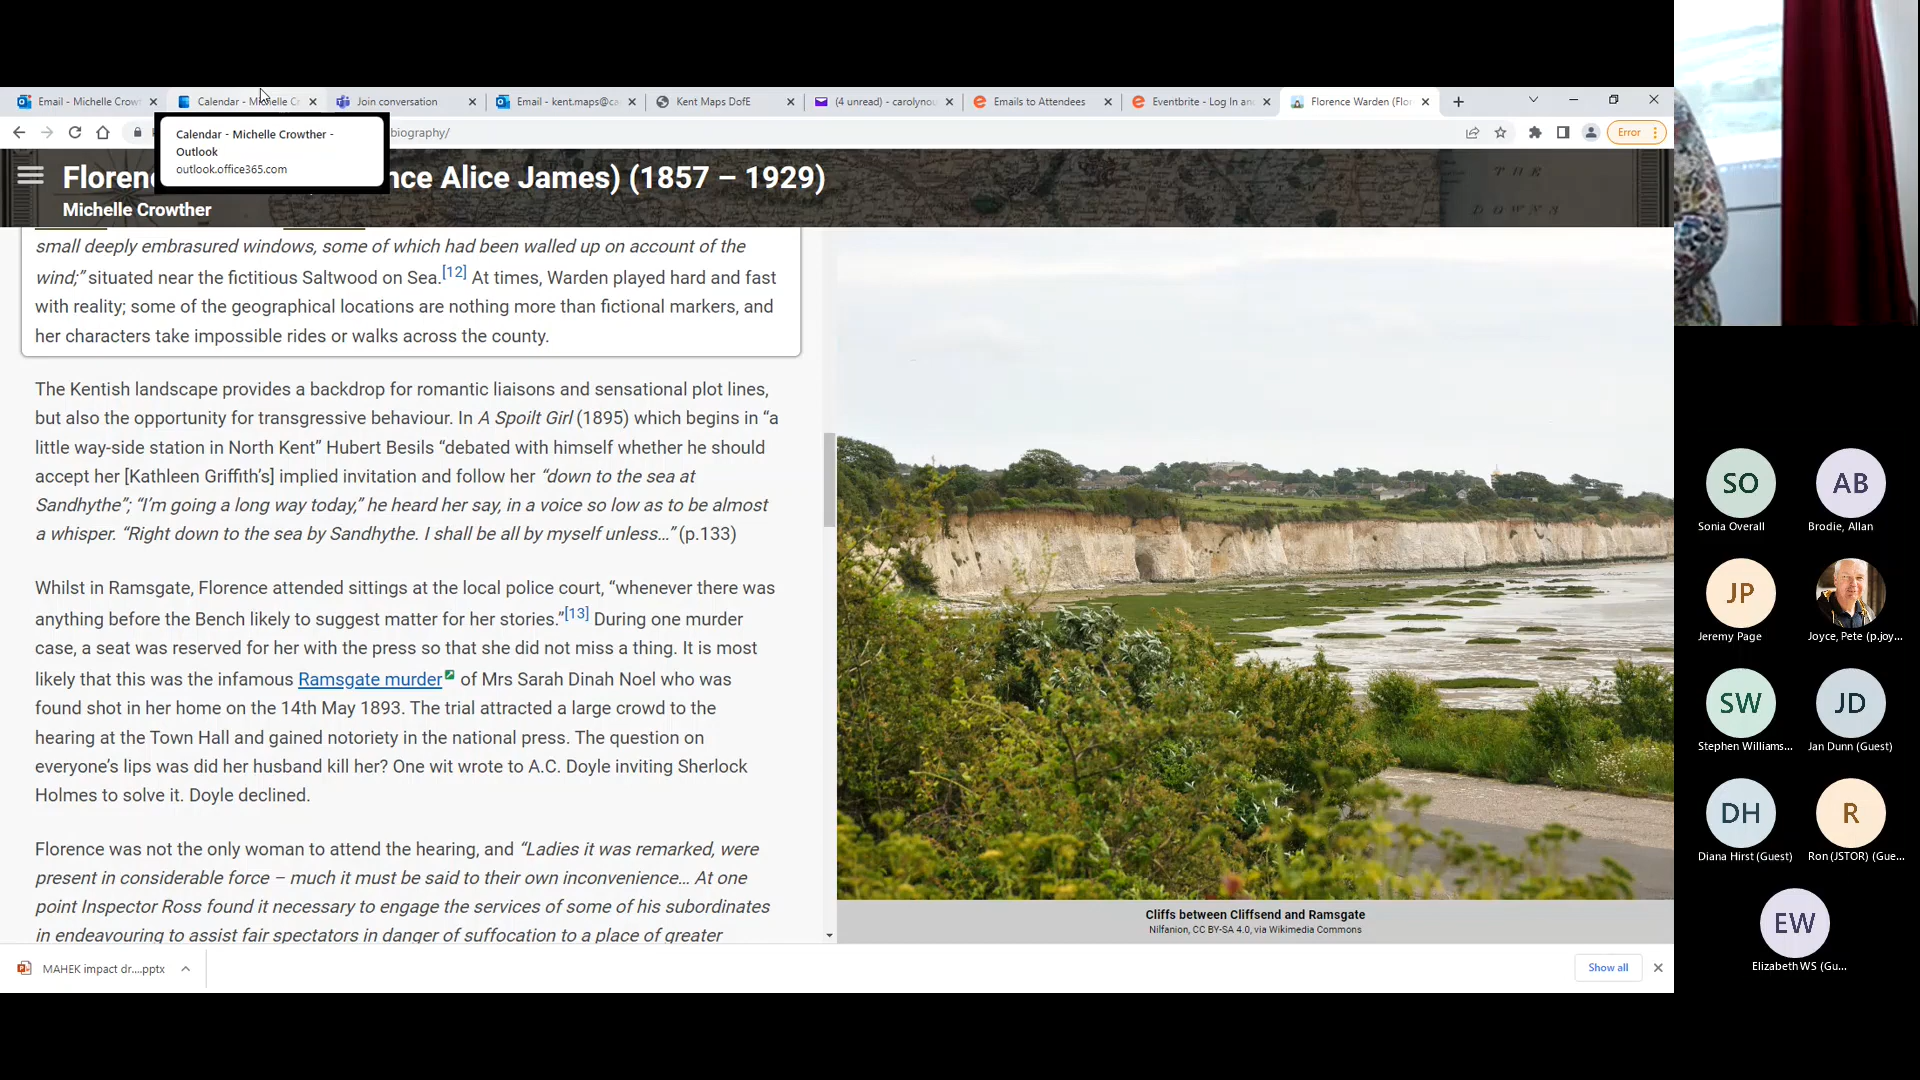 Email - Michelle Crowt
Calendar - Michelle Cr
Join conversation
Email - kent.maps@ca
Kent Maps DofE
(4 unread) - carolynou
Emails to Attendees
Eventbrite - Log In an
Florence Warden (Flor
biography/
Error
Calendar - Michelle Crowther -
Outlook
outlook.office365.com
Floren
nce Alice James) (1857 – 1929)
Michelle Crowther
THE
DOWNS
small deeply embrasured windows, some of which had been walled up on account of the
wind;” situated near the fictitious Saltwood on Sea.[12] At times, Warden played hard and fast
with reality; some of the geographical locations are nothing more than fictional markers, and
her characters take impossible rides or walks across the county.
The Kentish landscape provides a backdrop for romantic liaisons and sensational plot lines,
but also the opportunity for transgressive behaviour. In A Spoilt Girl (1895) which begins in “a
little way-side station in North Kent” Hubert Besils “debated with himself whether he should
accept her [Kathleen Griffith’s] implied invitation and follow her “down to the sea at
Sandhythe”; “I’m going a long way today,” he heard her say, in a voice so low as to be almost
a whisper. “Right down to the sea by Sandhythe. I shall be all by myself unless…” (p.133)
Whilst in Ramsgate, Florence attended sittings at the local police court, “whenever there was
anything before the Bench likely to suggest matter for her stories.”[13] During one murder
case, a seat was reserved for her with the press so that she did not miss a thing. It is most
likely that this was the infamous Ramsgate murder of Mrs Sarah Dinah Noel who was
found shot in her home on the 14th May 1893. The trial attracted a large crowd to the
hearing at the Town Hall and gained notoriety in the national press. The question on
everyone’s lips was did her husband kill her? One wit wrote to A.C. Doyle inviting Sherlock
Holmes to solve it. Doyle declined.
Florence was not the only woman to attend the hearing, and “Ladies it was remarked, were
present in considerable force – much it must be said to their own inconvenience… At one
point Inspector Ross found it necessary to engage the services of some of his subordinates
in endeavouring to assist fair spectators in danger of suffocation to a place of greater
Cliffs between Cliffsend and Ramsgate
Nilfanion, CC BY-SA 4.0, via Wikimedia Commons
MAHEK impact dr....pptx
Show all
SO
Sonia Overall
AB
Brodie, Allan
JP
Jeremy Page
Joyce, Pete (p.joy...
SW
Stephen Williams...
JD
Jan Dunn (Guest)
DH
Diana Hirst (Guest)
R
Ron (JSTOR) (Gue...
EW
Elizabeth WS (Gu...